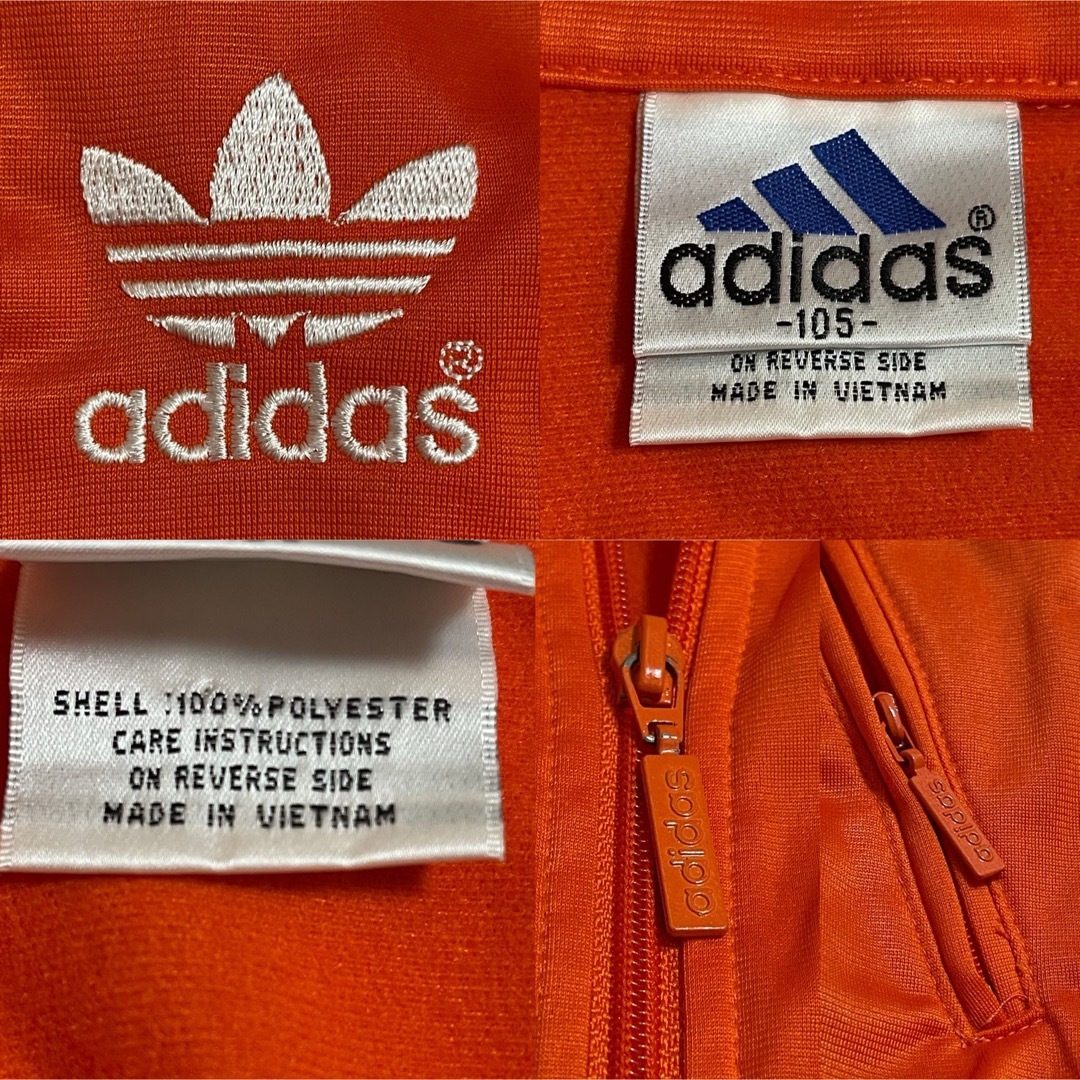 adidas®
adidas®
-105-
ON REVERSE SIDE
MADE IN VIETNAM
SHELL :100%POLYESTER
CARE INSTRUCTIONS
ON REVERSE SIDE
MADE IN VIETNAM
adidas
adidas